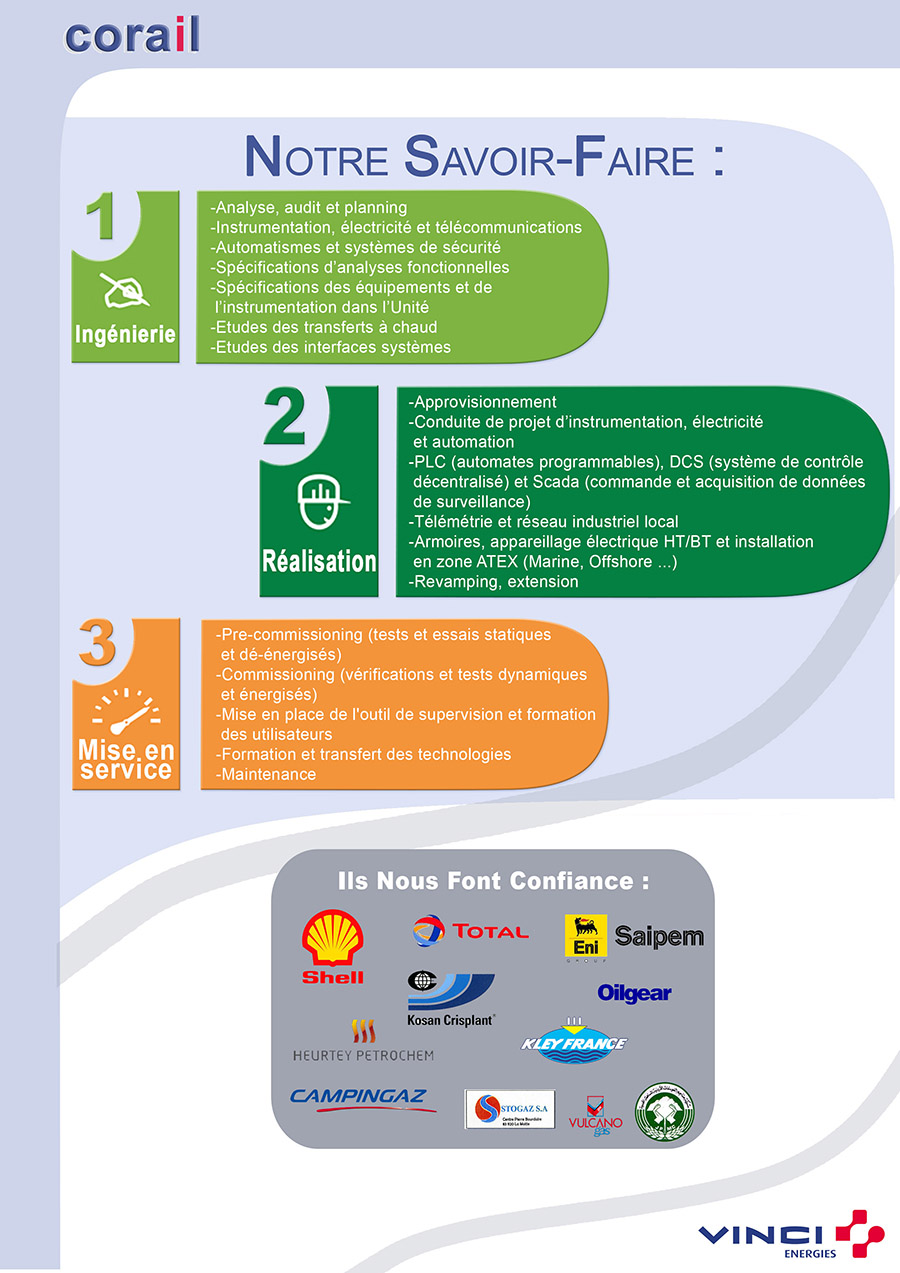 corail
NOTRE SAVOIR-FAIRE :
1
Ingénierie
-Analyse, audit et planning
-Instrumentation, électricité et télécommunications
-Automatismes et systèmes de sécurité
-Spécifications d’analyses fonctionnelles
-Spécifications des équipements et de
l’instrumentation dans l’Unité
-Etudes des transferts à chaud
-Etudes des interfaces systèmes
2
Réalisation
-Approvisionnement
-Conduite de projet d’instrumentation, électricité
et automation
-PLC (automates programmables), DCS (système de contrôle
décentralisé) et Scada (commande et acquisition de données
de surveillance)
-Télémétrie et réseau industriel local
-Armoires, appareillage électrique HT/BT et installation
en zone ATEX (Marine, Offshore ...)
-Revamping, extension
3
Mise en
service
-Pre-commissioning (tests et essais statiques
et dé-énergisés)
-Commissioning (vérifications et tests dynamiques
et énergisés)
-Mise en place de l'outil de supervision et formation
des utilisateurs
-Formation et transfert des technologies
-Maintenance
Ils Nous Font Confiance :
Shell
TOTAL
Eni
GROUP
Saipem
Kosan Crisplant®
Oilgear
HEURTEY PETROCHEM
KLEY FRANCE
CAMPINGAZ
STOGAZ S.A
VULCANO
gas
VINCI
ENERGIES